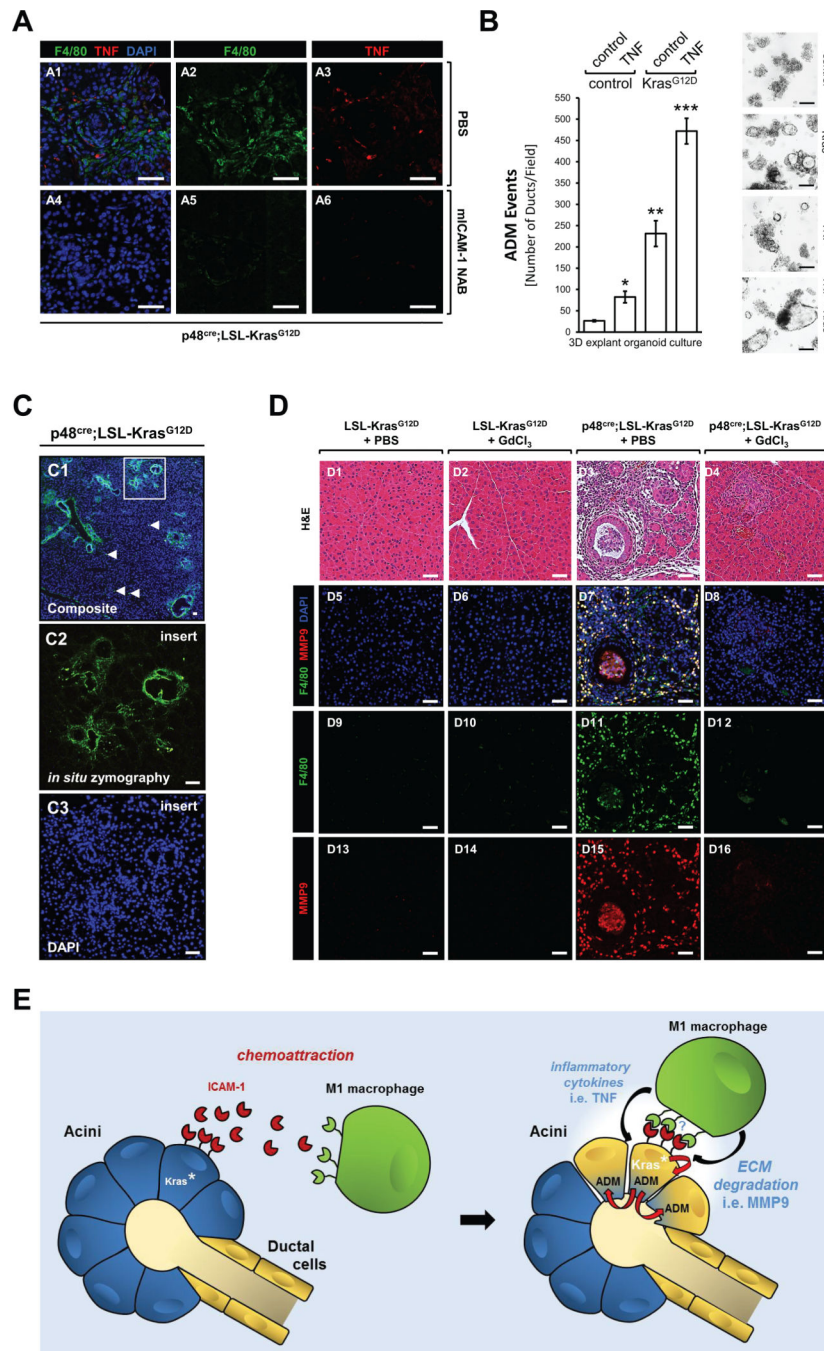 A
F4/80 TNF DAPI
F4/80
TNF
A1
A2
A3
PBS
A4
A5
A6
mICAM-1 NAB
p48cre;LSL-KrasG12D
B
control
TNF
control
TNF
control
KrasG12D
550
500
450
400
350
300
250
200
150
100
50
0
ADM Events
[Number of Ducts/Field]
*
**
***
3D explant organoid culture
C
p48cre;LSL-KrasG12D
C1
Composite
C2
insert
in situ zymography
C3
insert
DAPI
D
LSL-KrasG12D
+ PBS
LSL-KrasG12D
+ GdCl3
p48cre;LSL-KrasG12D
+ PBS
p48cre;LSL-KrasG12D
+ GdCl3
H&E
D1
D2
D3
D4
F4/80 MMP9 DAPI
D5
D6
D7
D8
F4/80
D9
D10
D11
D12
MMP9
D13
D14
D15
D16
E
chemoattraction
ICAM-1
M1 macrophage
Acini
Kras*
Ductal
cells
M1 macrophage
inflammatory
cytokines
i.e. TNF
?
Acini
Kras*
ADM
ADM
ADM
ECM
degradation
i.e. MMP9